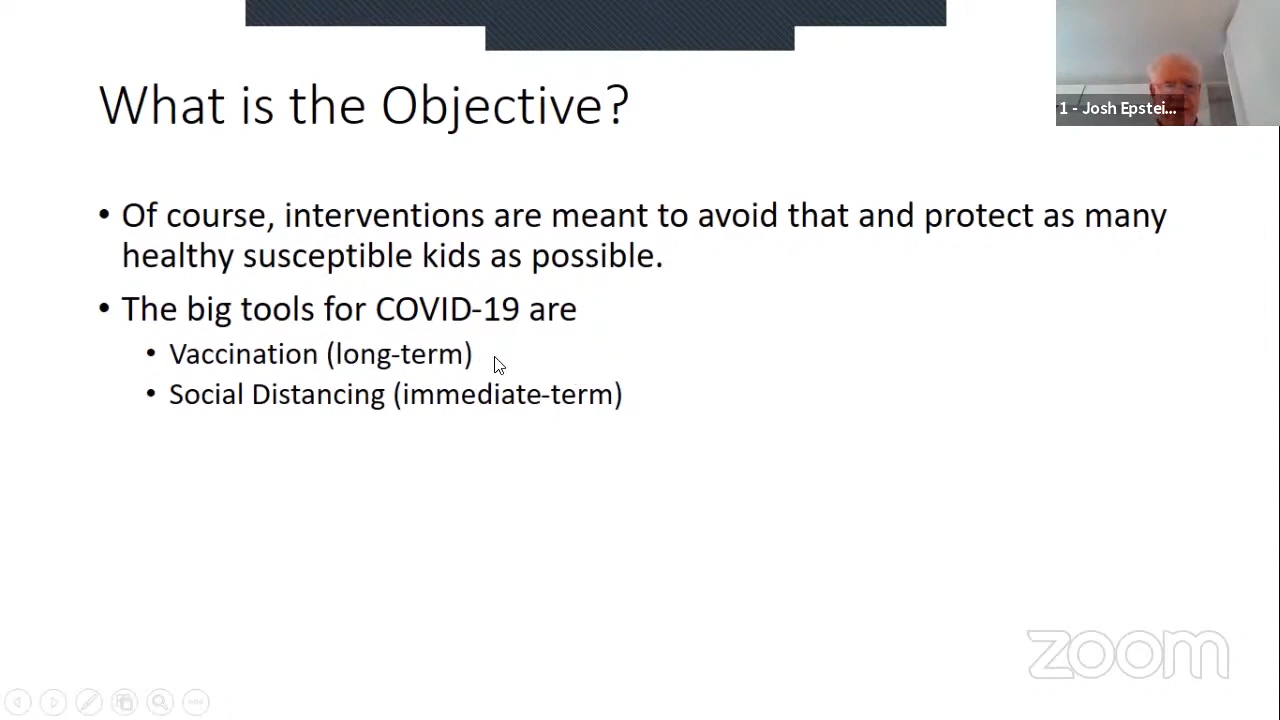 What is the Objective?
1 - Josh Epstei...
• Of course, interventions are meant to avoid that and protect as many
healthy susceptible kids as possible.
• The big tools for COVID-19 are
• Vaccination (long-term)
• Social Distancing (immediate-term)
zoom